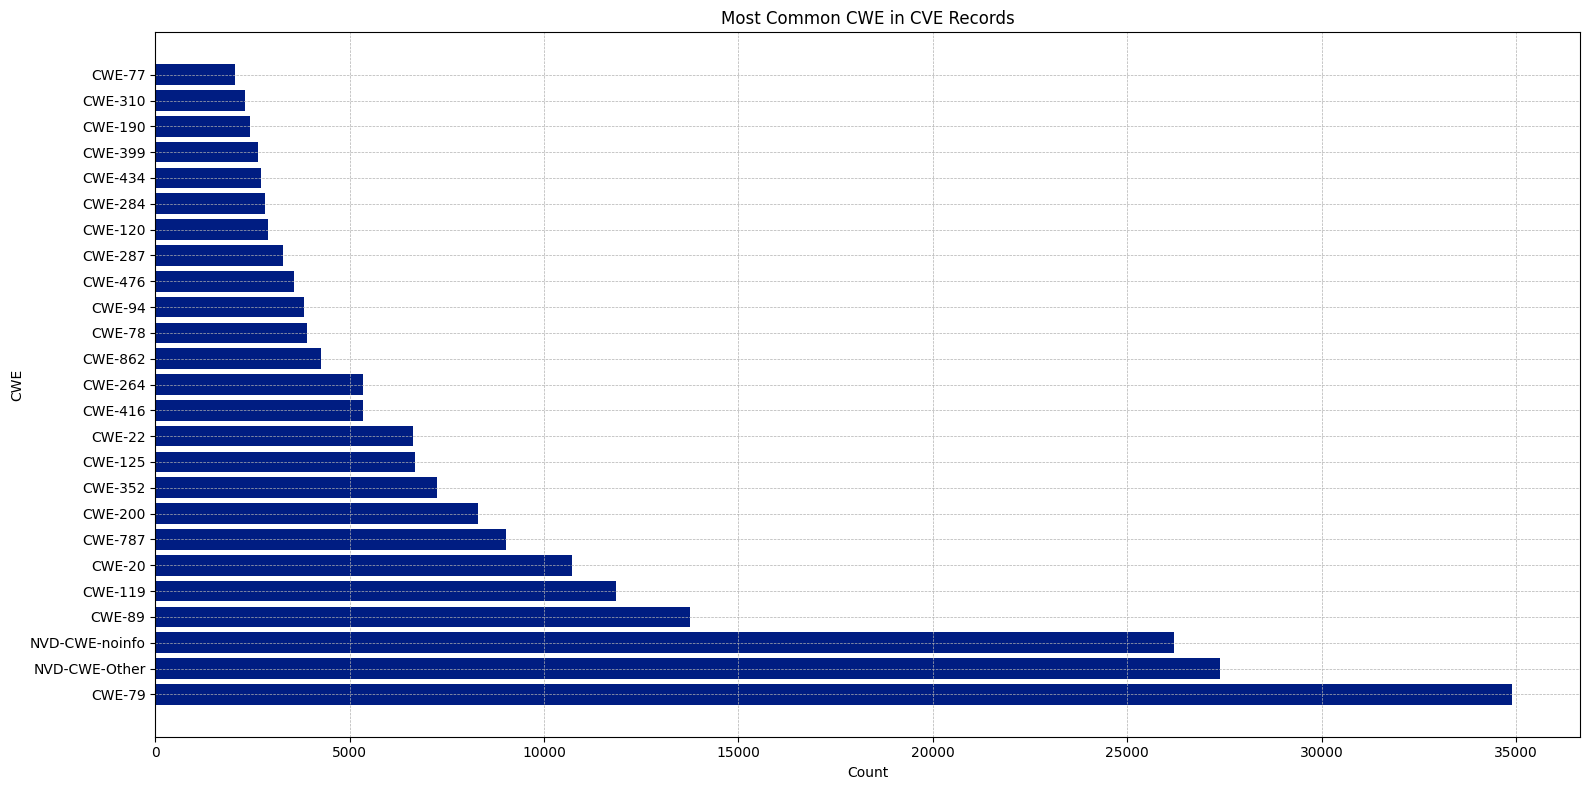 Most Common CWE in CVE Records
CWE
CWE-77
CWE-310
CWE-190
CWE-399
CWE-434
CWE-284
CWE-120
CWE-287
CWE-476
CWE-94
CWE-78
CWE-862
CWE-264
CWE-416
CWE-22
CWE-125
CWE-352
CWE-200
CWE-787
CWE-20
CWE-119
CWE-89
NVD-CWE-noinfo
NVD-CWE-Other
CWE-79
0 5000 10000 15000 20000 25000 30000 35000
Count